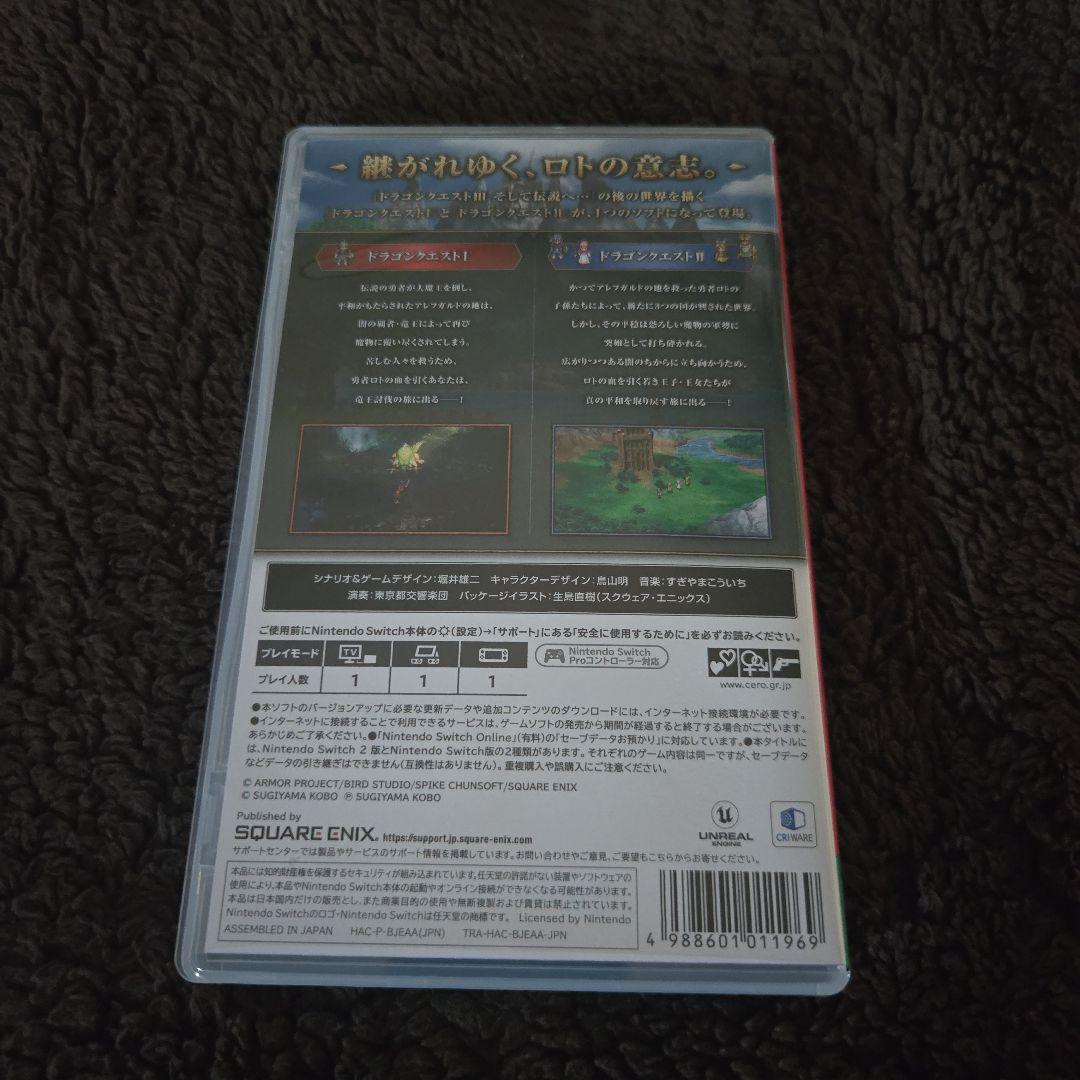 継がれゆく、ロトの意志。
『ドラゴンクエストIII そして伝説へ…』の後の世界を描く
『ドラゴンクエストI』と『ドラゴンクエストII』が、1つのソフトになって登場。
ドラゴンクエストI
伝説の勇者が大魔王を倒し、
平和がもたらされたアレフガルドの地は、
闇の覇者・竜王によって再び
魔物に覆い尽くされてしまう。
苦しむ人々を救うため、
勇者ロトの血を引くあなたは、
竜王討伐の旅に出る――!
ドラゴンクエストII
かつてアレフガルドの地を救った勇者ロトの
子孫たちによって、新たに3つの国が興された世界。
しかし、その平穏は恐ろしい魔物の軍勢に
突如として打ち砕かれる。
広がりつつある闇のちからに立ち向かうため、
ロトの血を引く若き王子・王女たちが
真の平和を取り戻す旅に出る――!
シナリオ&ゲームデザイン:堀井雄二 キャラクターデザイン:鳥山明 音楽:すぎやまこういち
演奏:東京都交響楽団 パッケージイラスト:生島直樹(スクウェア・エニックス)
ご使用前にNintendo Switch本体の(設定)→「サポート」にある「安全に使用するために」を必ずお読みください。
プレイモード TV
プレイ人数 1 1 1
Nintendo Switch
Proコントローラー対応
www.cero.gr.jp
●本ソフトのバージョンアップに必要な更新データや追加コンテンツのダウンロードには、インターネット接続環境が必要です。
●インターネットに接続することで利用できるサービスは、ゲームソフトの発売から期間が経過すると終了する場合がございます。
あらかじめご了承ください。●「Nintendo Switch Online」(有料)の「セーブデータお預かり」に対応しています。●本タイトルに
は、Nintendo Switch 2 版とNintendo Switch版の2種類があります。それぞれのゲーム内容は同一ですが、セーブデータ
などデータの引き継ぎはできません(互換性はありません)。重複購入や誤購入にご注意ください。
© ARMOR PROJECT/BIRD STUDIO/SPIKE CHUNSOFT/SQUARE ENIX
© SUGIYAMA KOBO ℗ SUGIYAMA KOBO
Published by
SQUARE ENIX. https://support.jp.square-enix.com
UNREAL
ENGINE
CRIWARE
サポートセンターでは製品やサービスのサポート情報を掲載しています。お問い合わせやご意見、ご要望もこちらからお寄せください。
本品には知的財産権を保護するセキュリティが組み込まれています。任天堂の許諾がない装置やソフトウェアの
使用により、本品やNintendo Switch本体の起動やオンライン接続ができなくなる可能性があります。
本品は日本国内だけの販売とし、また商業目的の使用や無断複製および賃貸は禁止されています。
Nintendo Switchのロゴ・Nintendo Switchは任天堂の商標です。 Licensed by Nintendo
ASSEMBLED IN JAPAN HAC-P-BJEAA(JPN) TRA-HAC-BJEAA-JPN
4 988601 011969